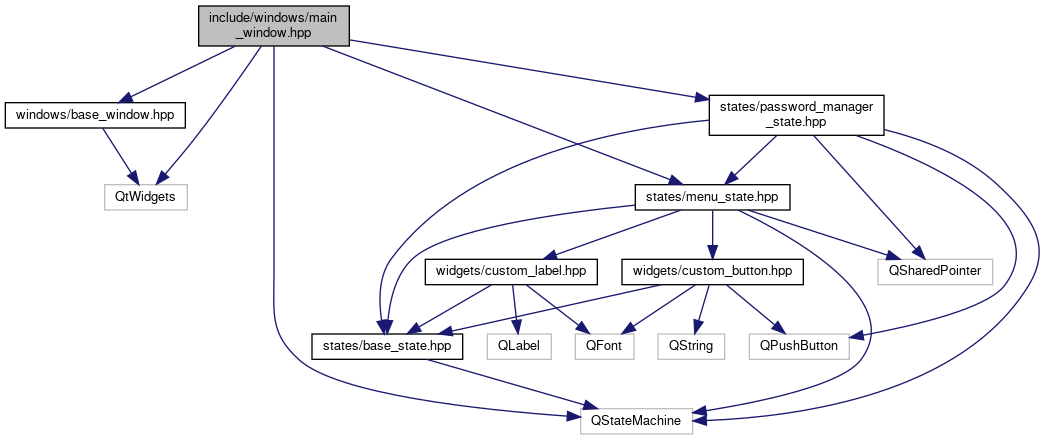 include/windows/main
_window.hpp
states/password_manager
_state.hpp
windows/base_window.hpp
QtWidgets
states/menu_state.hpp
widgets/custom_label.hpp
widgets/custom_button.hpp
QSharedPointer
states/base_state.hpp
QLabel
QFont
QString
QPushButton
QStateMachine